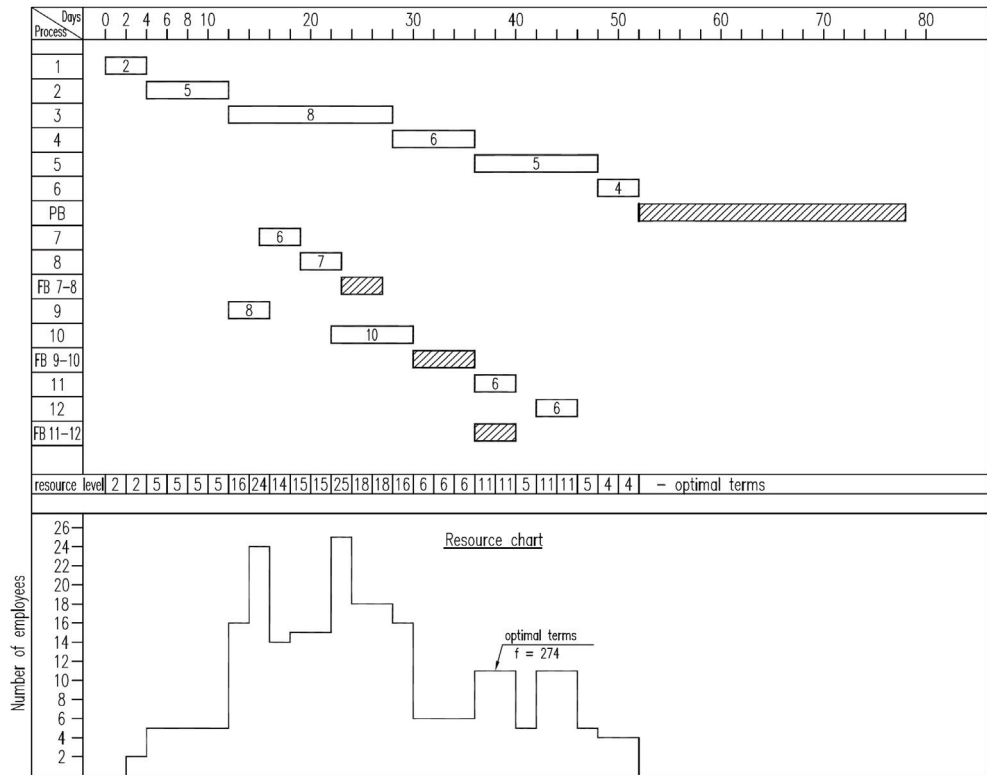 Days
Process
0 2 4 6 8 10 20 30 40 50 60 70 80
1 2
2 5
3 8
4 6
5 5
6 4
PB
7 6
8 7
FB 7-8
9 8
10 10
FB 9-10
11 6
12 6
FB 11-12
resource level 2 2 5 5 5 5 16 24 14 15 15 25 18 18 16 6 6 6 11 11 5 11 11 5 4 4 - optimal terms
Resource chart
Number of employees
26
24
22
20
18
16
14
12
10
8
6
4
2
optimal terms
f = 274